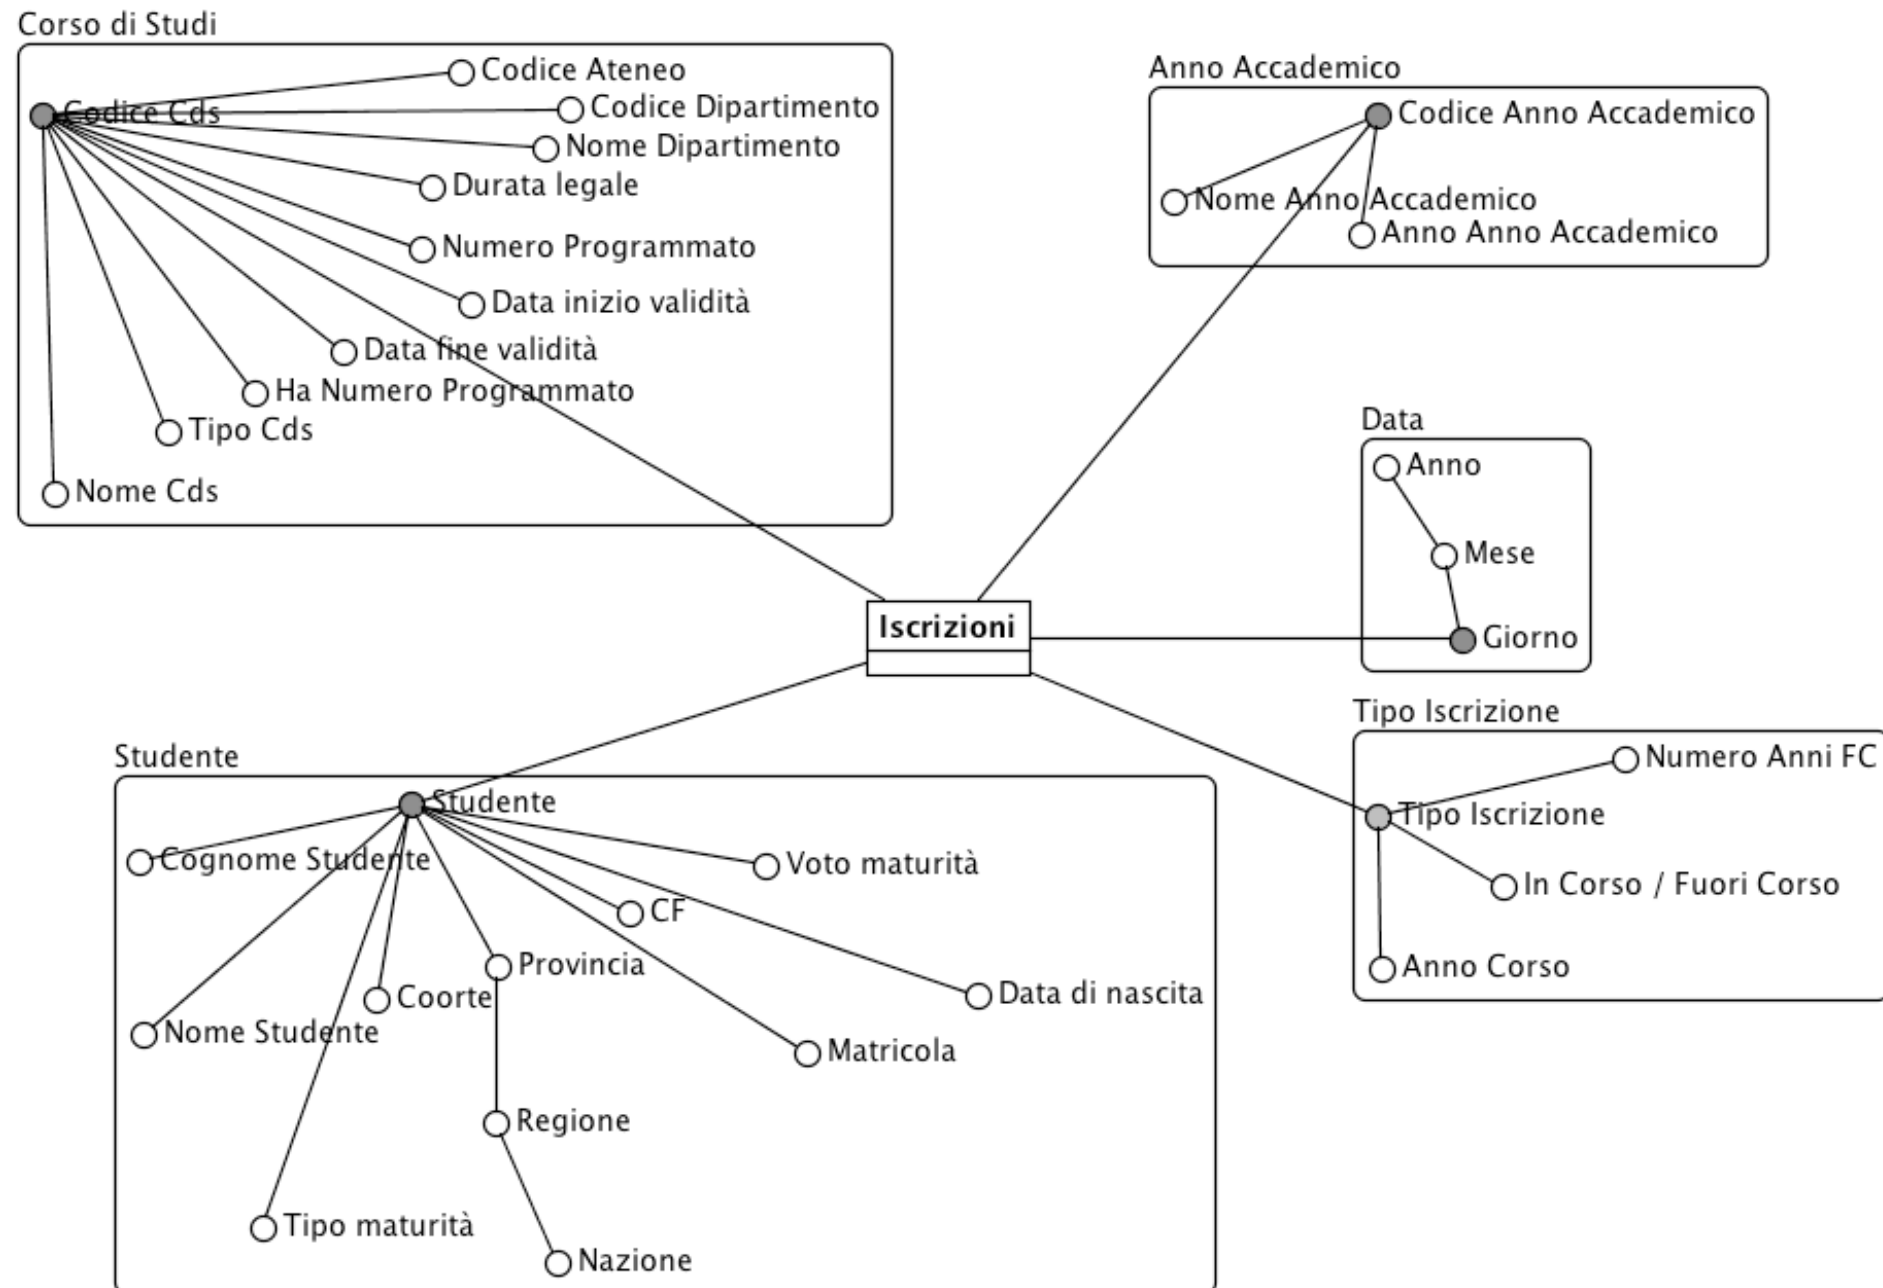 Corso di Studi
Codice Ateneo
Codice Cds
Codice Dipartimento
Nome Dipartimento
Durata legale
Numero Programmato
Data inizio validità
Data fine validità
Ha Numero Programmato
Tipo Cds
Nome Cds
Anno Accademico
Codice Anno Accademico
Nome Anno Accademico
Anno Anno Accademico
Data
Anno
Mese
Giorno
Iscrizioni
Tipo Iscrizione
Numero Anni FC
Tipo Iscrizione
In Corso / Fuori Corso
Anno Corso
Studente
Studente
Cognome Studente
Voto maturità
CF
Provincia
Coorte
Data di nascita
Nome Studente
Matricola
Regione
Tipo maturità
Nazione